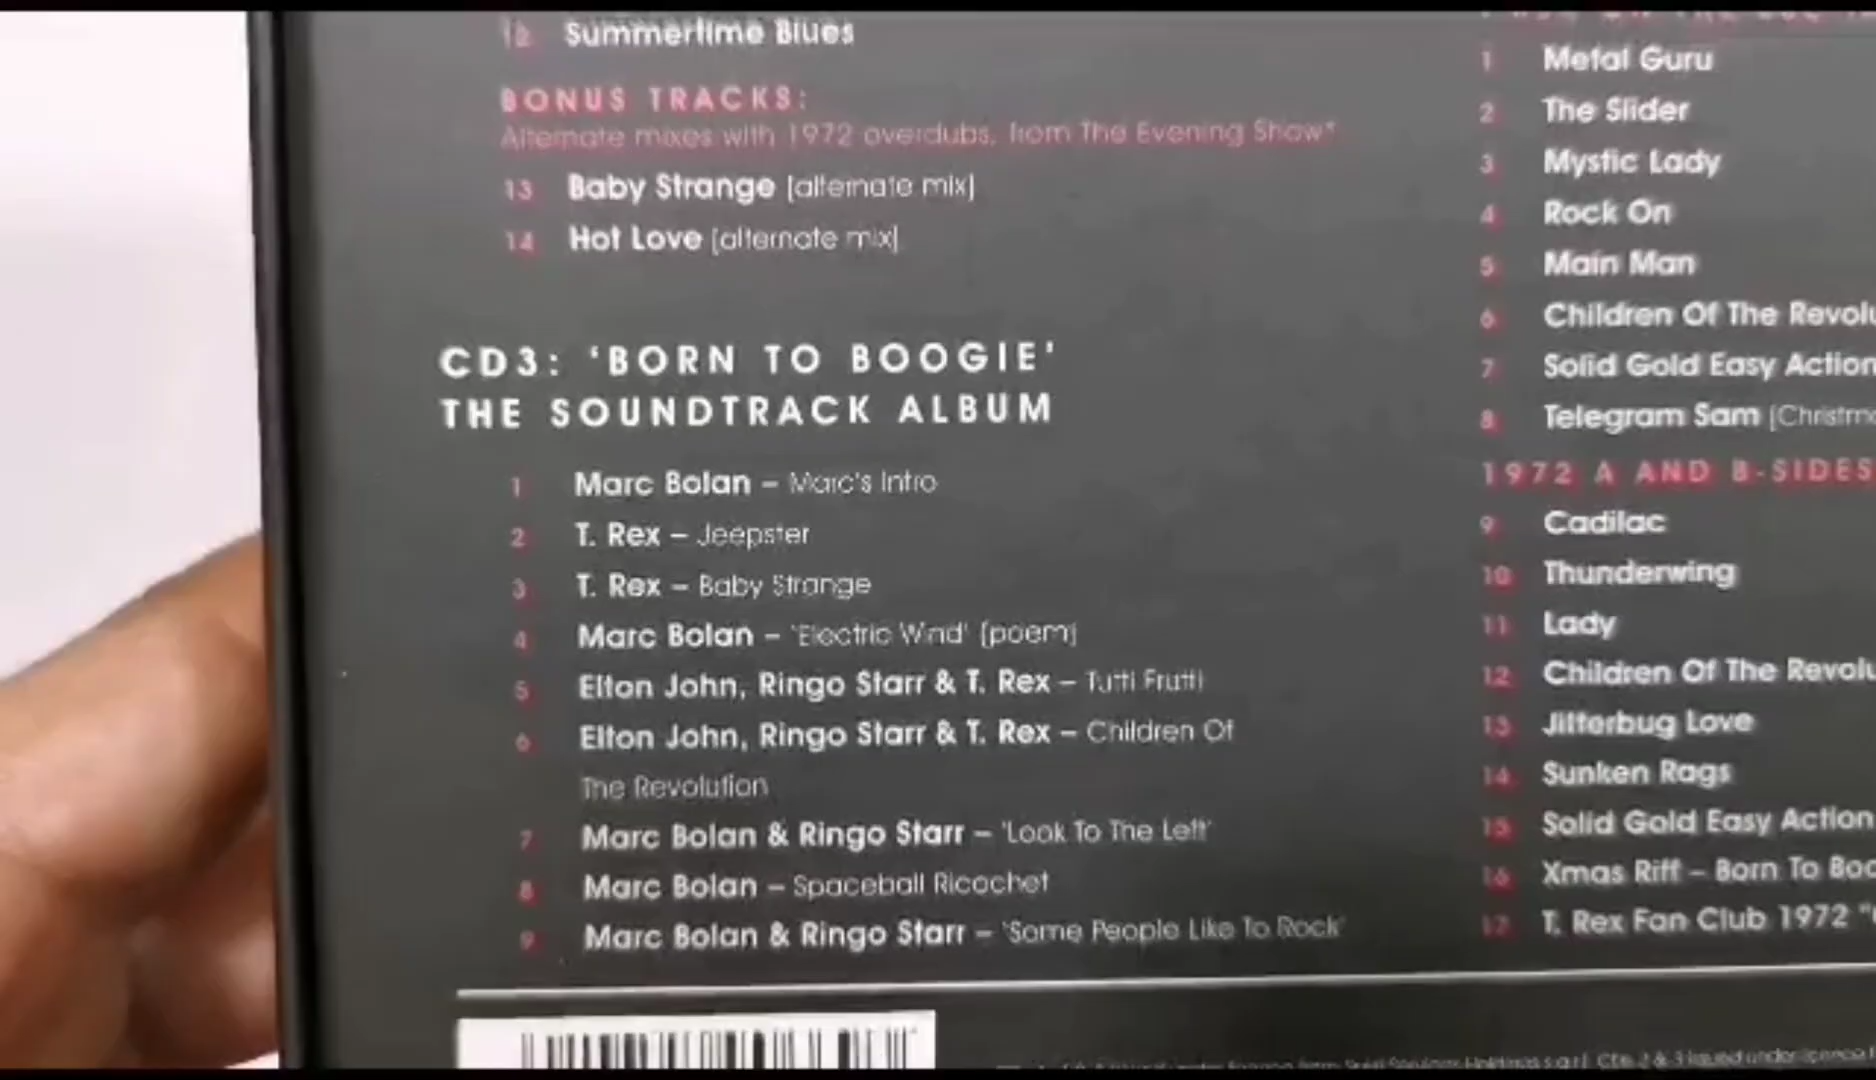 12 Summertime Blues
BONUS TRACKS:
Alternate mixes with 1972 overdubs, from The Evening Show*
13 Baby Strange [alternate mix]
14 Hot Love [alternate mix]
CD3: 'BORN TO BOOGIE'
THE SOUNDTRACK ALBUM
1 Marc Bolan – Marc's Intro
2 T. Rex – Jeepster
3 T. Rex – Baby Strange
4 Marc Bolan – 'Electric Wind' [poem]
5 Elton John, Ringo Starr & T. Rex – Tutti Frutti
6 Elton John, Ringo Starr & T. Rex – Children Of
The Revolution
7 Marc Bolan & Ringo Starr – 'Look To The Left'
8 Marc Bolan – Spaceball Ricochet
9 Marc Bolan & Ringo Starr – 'Some People Like To Rock'
1 Metal Guru
2 The Slider
3 Mystic Lady
4 Rock On
5 Main Man
6 Children Of The Revolu
7 Solid Gold Easy Action
8 Telegram Sam [Christma
1972 A AND B-SIDES
9 Cadilac
10 Thunderwing
11 Lady
12 Children Of The Revolu
13 Jitterbug Love
14 Sunken Rags
15 Solid Gold Easy Action
16 Xmas Riff – Born To Boo
17 T. Rex Fan Club 1972 "